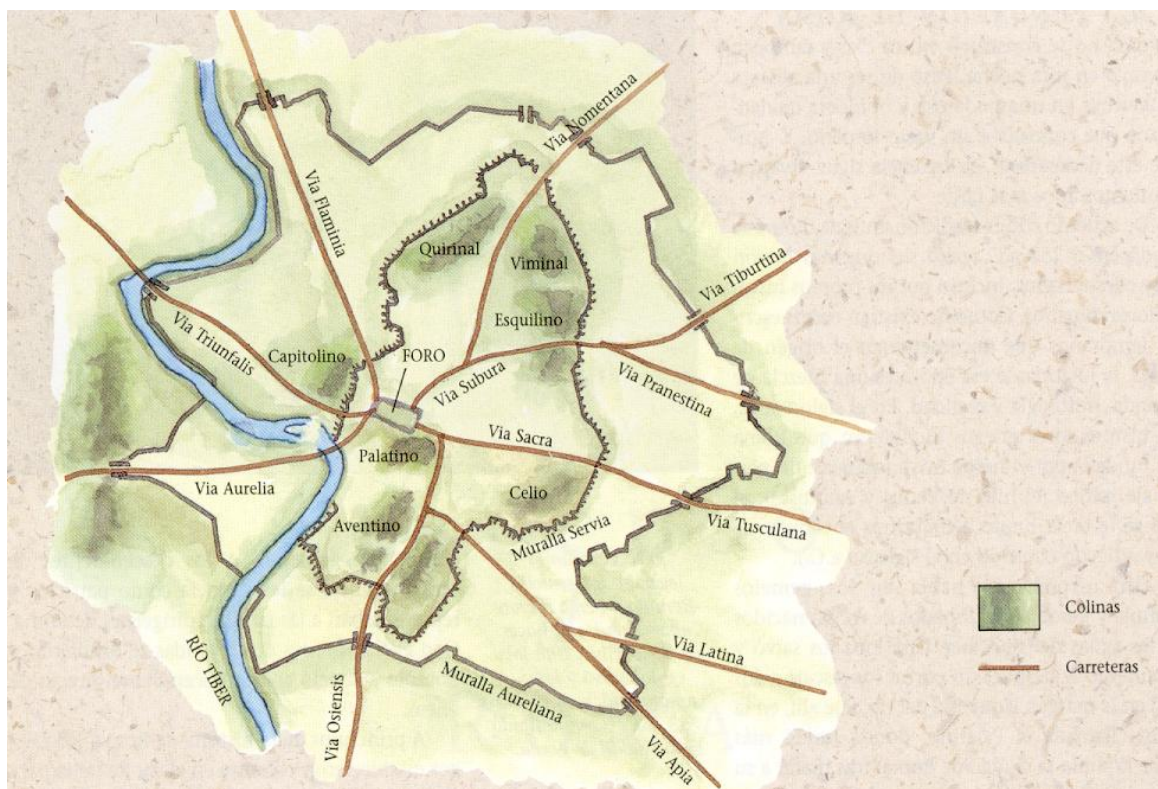 Via Nomentana
Via Flaminia
Quirinal
Viminal
Via Tiburtina
Esquilino
Via Triunfalis
Capitolino
FORO
Via Subura
Via Pranestina
Via Sacra
Palatino
Via Aurelia
Celio
Via Tusculana
Aventino
Muralla Servia
Colinas
RÍO TÍBER
Via Latina
Carreteras
Muralla Aureliana
Via Osiensis
Via Apia